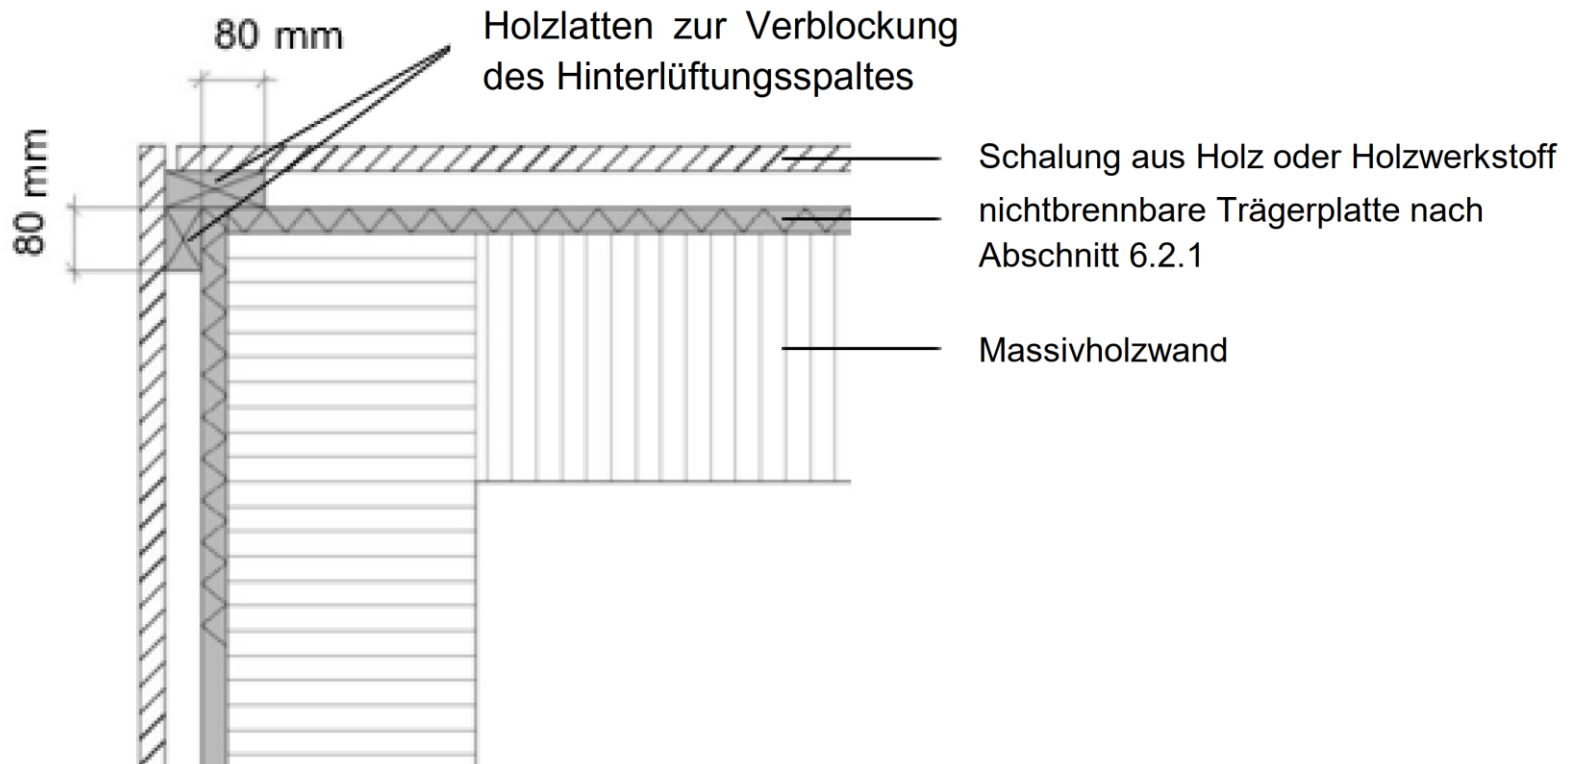 80 mm
Holzlatten zur Verblockung
des Hinterlüftungsspaltes
80 mm
Schalung aus Holz oder Holzwerkstoff
nichtbrennbare Trägerplatte nach
Abschnitt 6.2.1
Massivholzwand